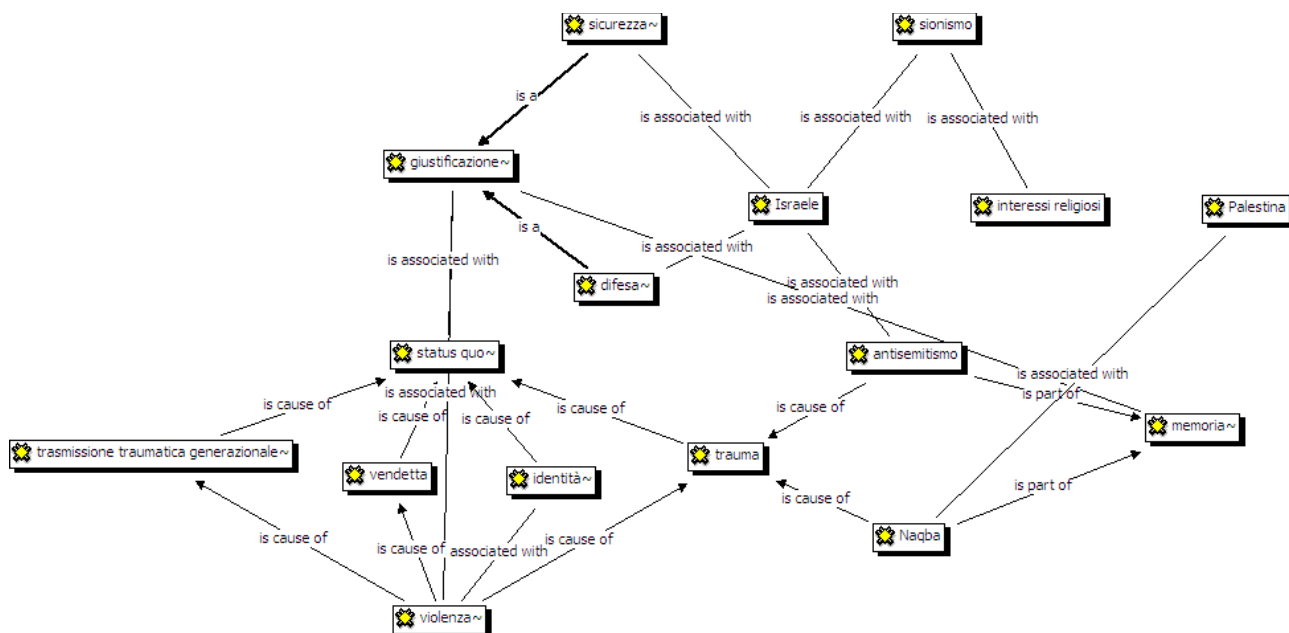 sicurezza~
sionismo
is a
is associated with
is associated with
is associated with
giustificazione~
Israele
interessi religiosi
Palestina
is a
is associated with
is associated with
difesa~
is associated with
is associated with
status quo~
antisemitismo
is associated with
is associated with
is part of
is cause of
is cause of
is cause of
is cause of
is cause of
memoria~
trasmissione traumatica generazionale~
vendetta
identità~
trauma
is cause of
is part of
Naqba
is cause of
is cause of
associated with
is cause of
violenza~